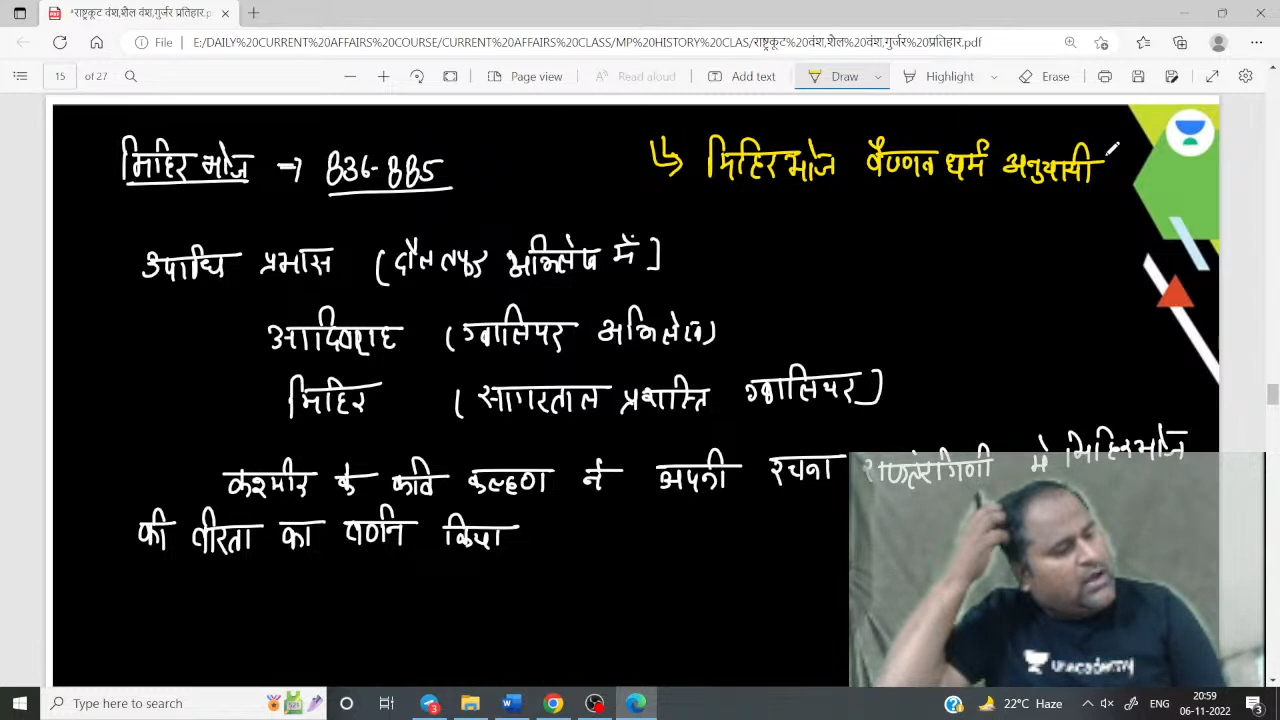 *राष्ट्रकूट वंश,शैल वंश,गुर्जर प्रतिहार.
File
E:/DAILY%20CURRENT%20AFFAIRS%20COURSE/CURRENT%20AFFAIRS%20CLASS/MP%20HISTORY%20CLAS/राष्ट्रकूट%20वंश,शैल%20वंश,गुर्जर%20प्रतिहार.pdf
15 of 27
Page view
Read aloud
Add text
Draw
Highlight
Erase
मिहिर भोज → 836-885
↳ मिहिर भोज वैष्णव धर्म अनुयायी
उपाधि प्रभास (दौलतपुर अभिलेख में]
आदिवराह (ग्वालियर अभिलेख)
मिहिर (सागरताल प्रशस्ति ग्वालियर]
कश्मीर के कवि कल्हण ने अपनी रचना राजतरंगिणी में मिहिरभोज
की वीरता का वर्णन किया
unacademy
Type here to search
22°C Haze
ENG
20:59
06-11-2022
3